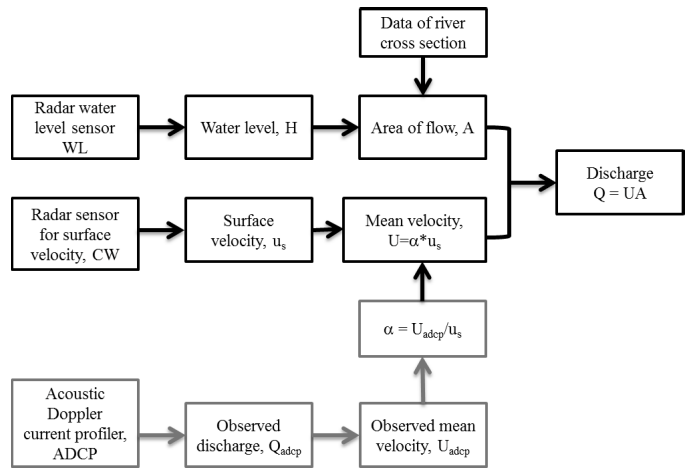 Data of river
cross section
Radar water
level sensor
WL
Water level, H
Area of flow, A
Discharge
Q = UA
Radar sensor
for surface
velocity, CW
Surface
velocity, uₛ
Mean velocity,
U=α*uₛ
α = Uadcp/uₛ
Acoustic
Doppler
current profiler,
ADCP
Observed
discharge, Qadcp
Observed mean
velocity, Uadcp